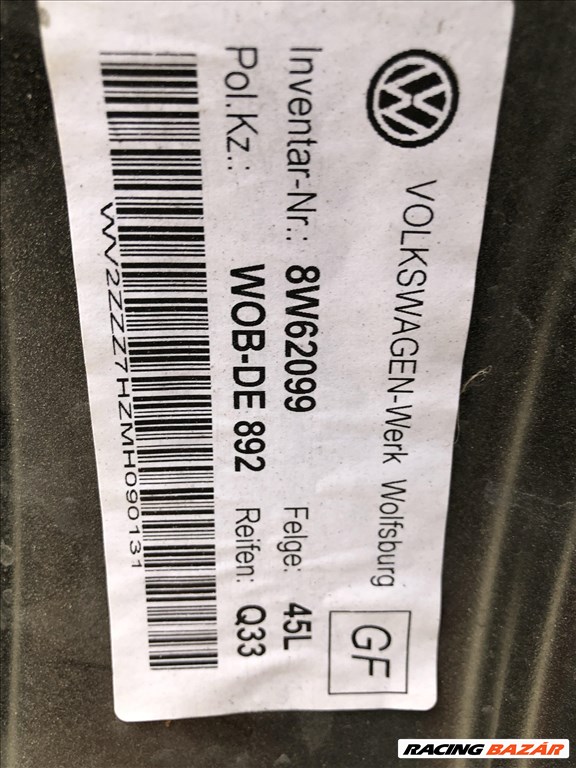 VOLKSWAGEN-Werk Wolfsburg
Inventar-Nr.: 8W62099 Felge: 45L GF
Pol.Kz.: WOB-DE 892 Reifen: Q33
WV2ZZZ7HZMH090131
RACING BAZÁR